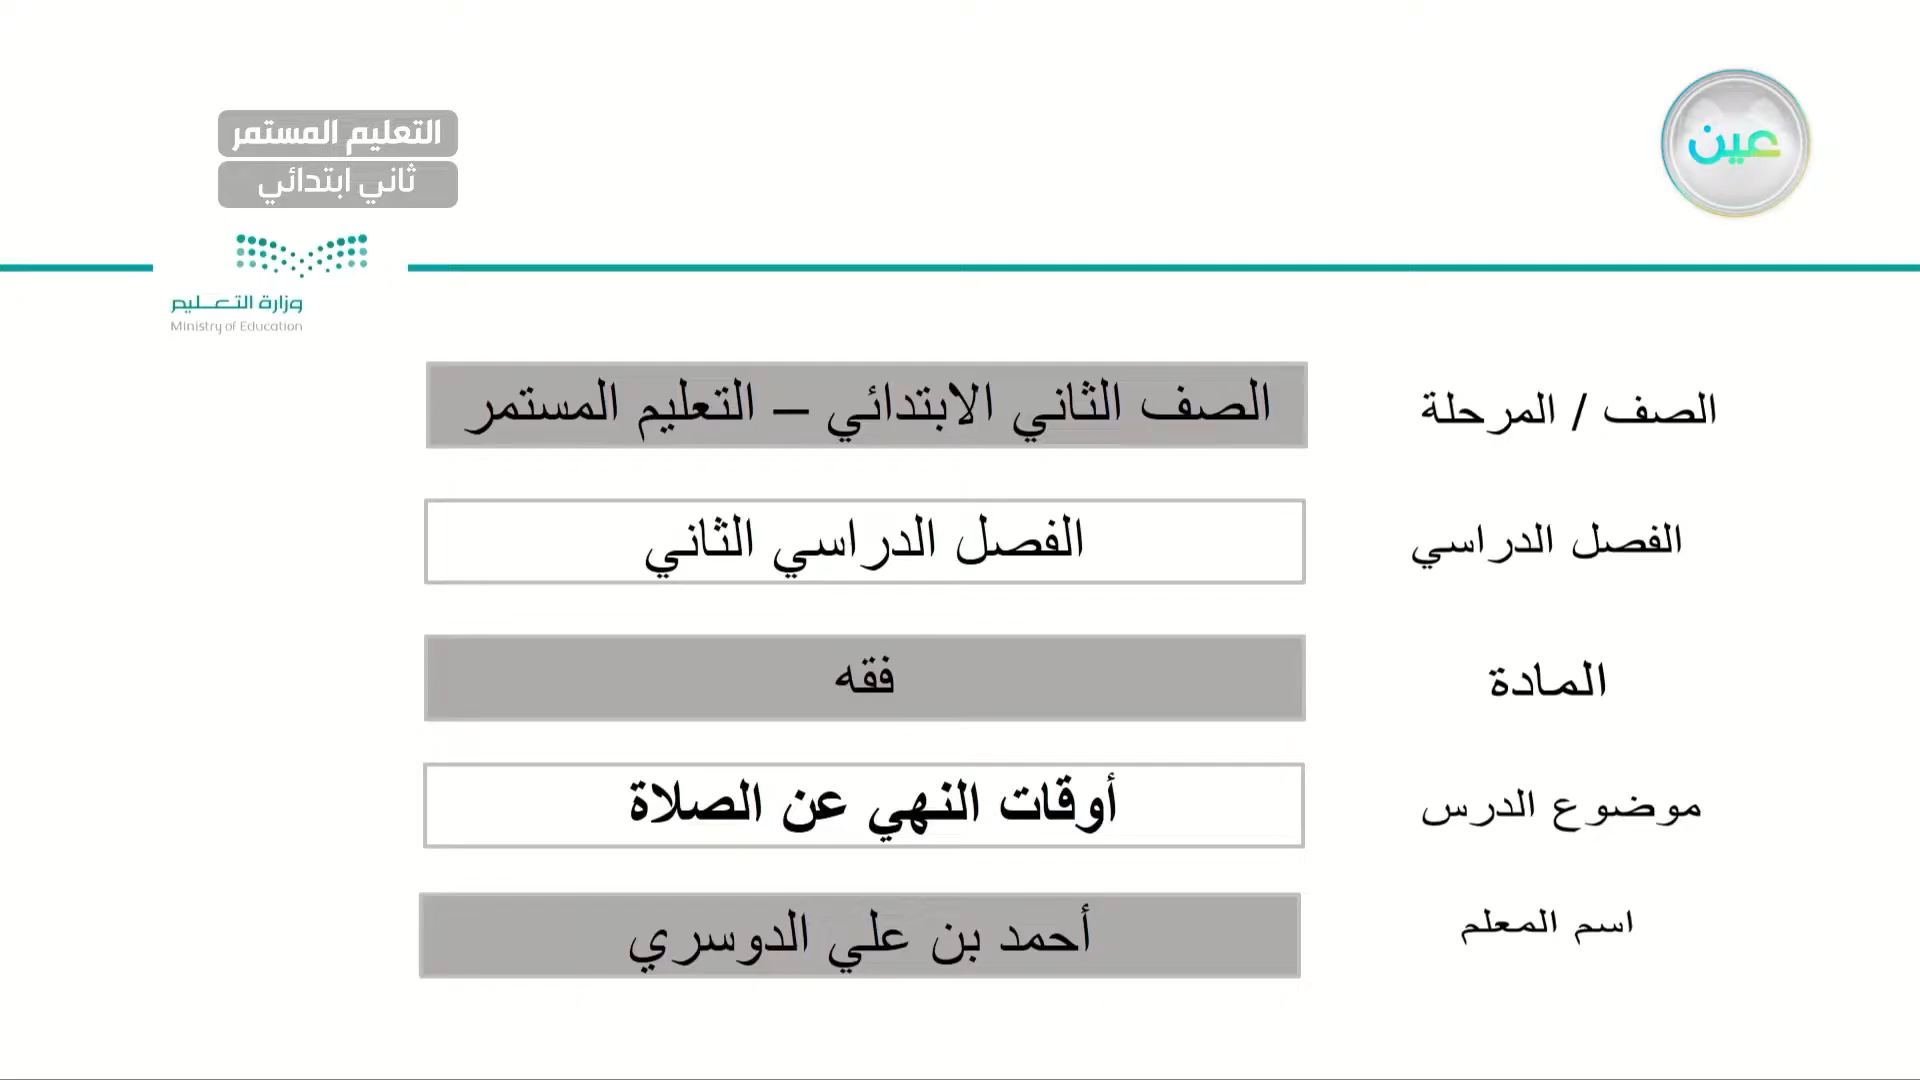 عين
التعليم المستمر
ثاني ابتدائي
وزارة التعليم
Ministry of Education
الصف / المرحلة
الصف الثاني الابتدائي – التعليم المستمر
الفصل الدراسي
الفصل الدراسي الثاني
المادة
فقه
موضوع الدرس
أوقات النهي عن الصلاة
اسم المعلم
أحمد بن علي الدوسري